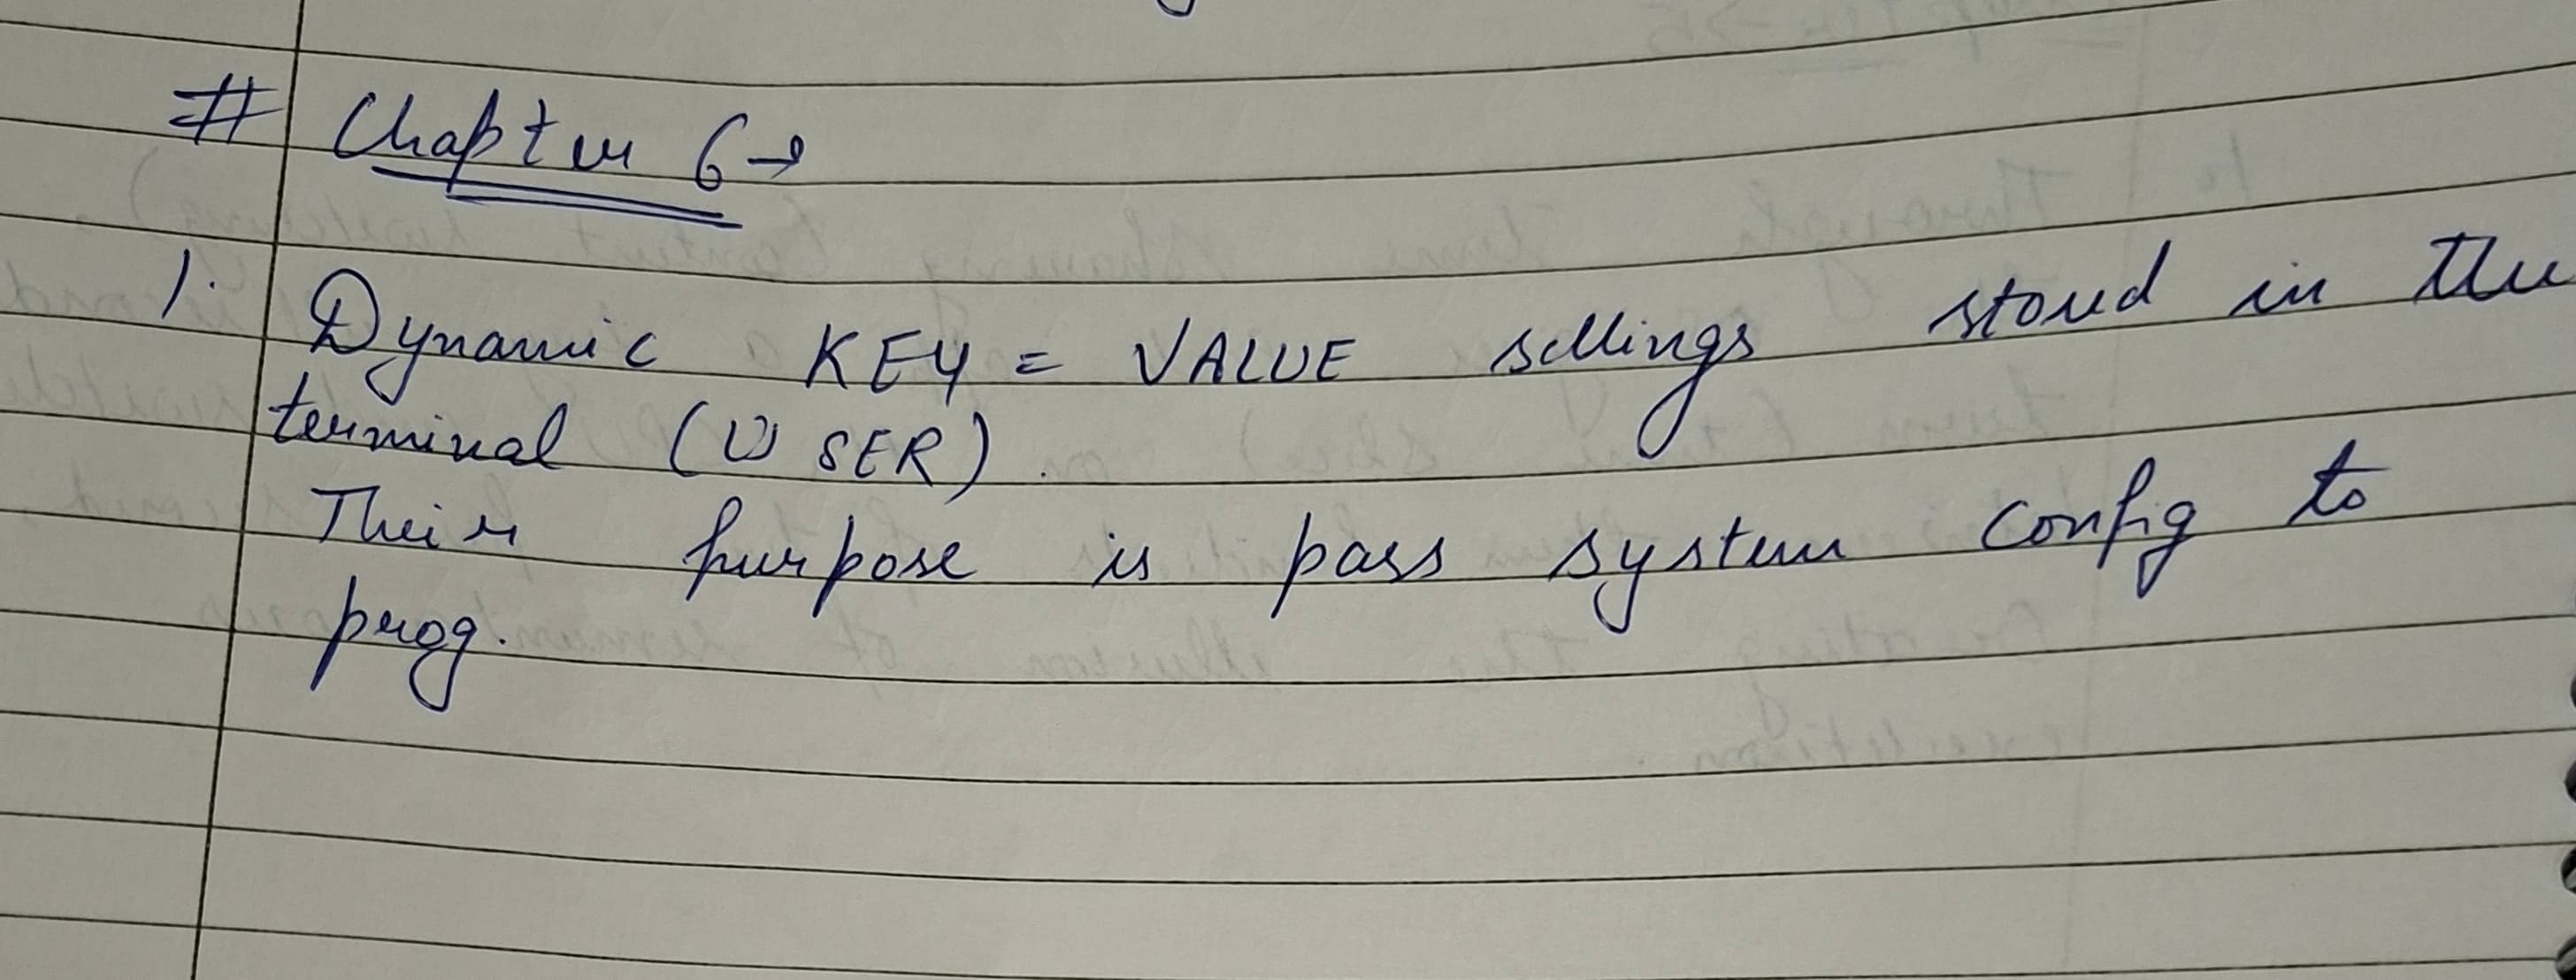 # Chapter 6→
1. Dynamic KEY = VALUE settings stored in the
terminal (USER).
Their purpose is pass system config to
prog.